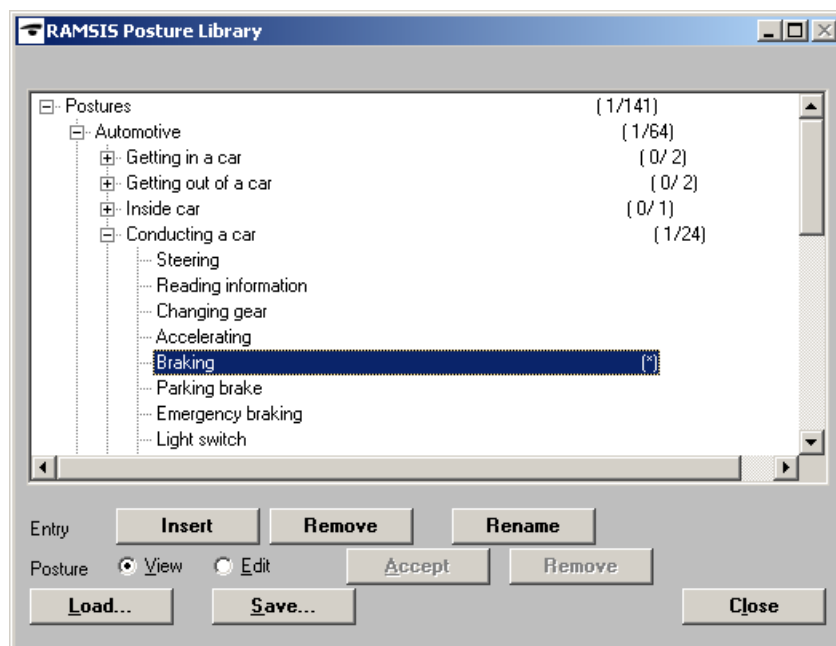 RAMSIS Posture Library
Postures (1/141)
Automotive (1/64)
Getting in a car (0/ 2)
Getting out of a car (0/ 2)
Inside car (0/ 1)
Conducting a car (1/24)
Steering
Reading information
Changing gear
Accelerating
Braking (*)
Parking brake
Emergency braking
Light switch
Entry Insert Remove Rename
Posture View Edit Accept Remove
Load... Save... Close